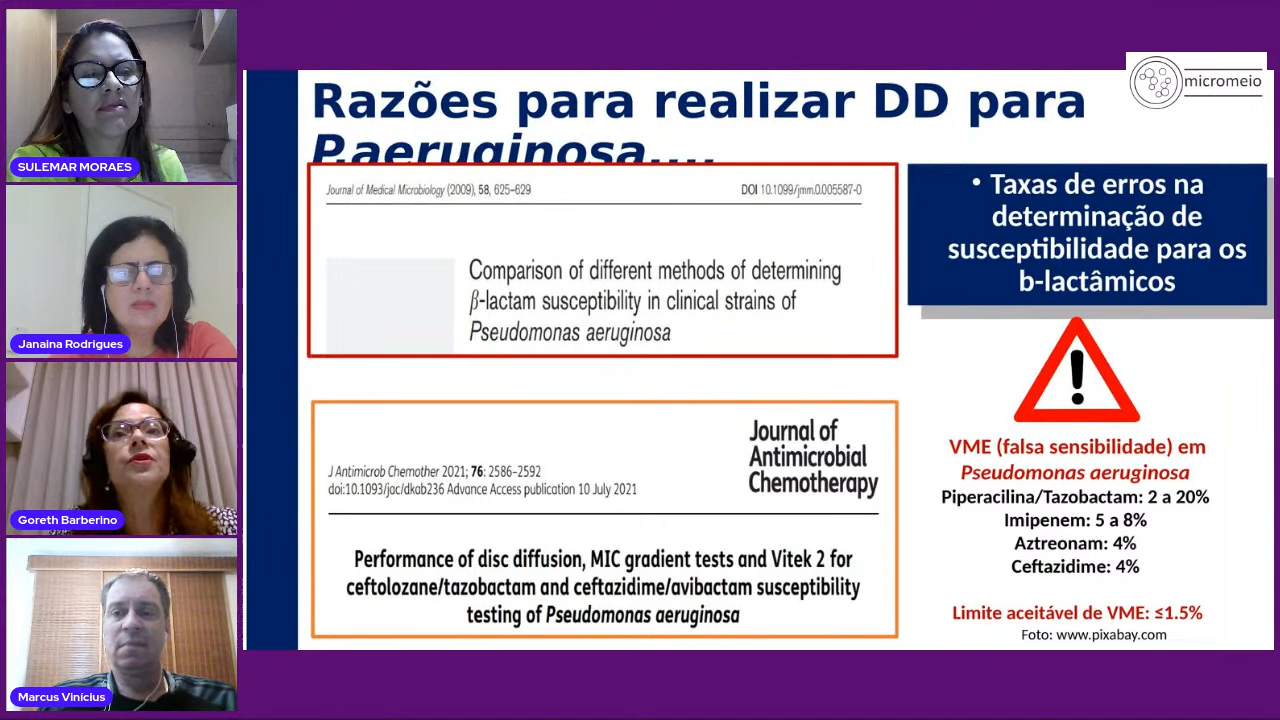 SULEMAR MORAES
Janaina Rodrigues
Goreth Barberino
Marcus Vinícius
micromeio
Razões para realizar DD para
P.aeruginosa....
Journal of Medical Microbiology (2009), 58, 625–629
DOI 10.1099/jmm.0.005587-0
Comparison of different methods of determining
β-lactam susceptibility in clinical strains of
Pseudomonas aeruginosa
J Antimicrob Chemother 2021; 76: 2586–2592
doi:10.1093/jac/dkab236 Advance Access publication 10 July 2021
Journal of
Antimicrobial
Chemotherapy
Performance of disc diffusion, MIC gradient tests and Vitek 2 for
ceftolozane/tazobactam and ceftazidime/avibactam susceptibility
testing of Pseudomonas aeruginosa
• Taxas de erros na
determinação de
susceptibilidade para os
b-lactâmicos
VME (falsa sensibilidade) em
Pseudomonas aeruginosa
Piperacilina/Tazobactam: 2 a 20%
Imipenem: 5 a 8%
Aztreonam: 4%
Ceftazidime: 4%
Limite aceitável de VME: ≤1.5%
Foto: www.pixabay.com